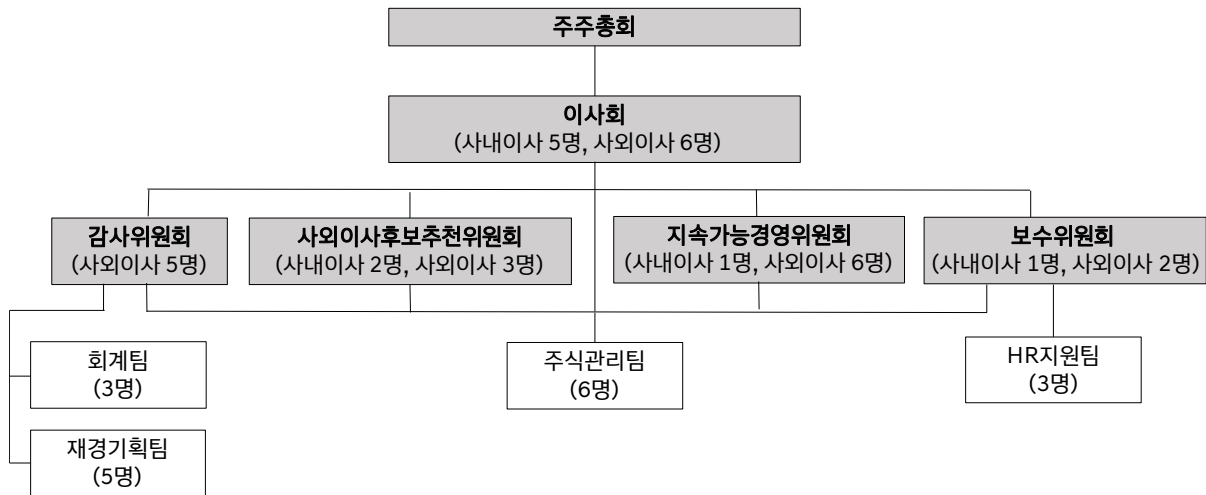 주주총회
이사회
(사내이사 5명, 사외이사 6명)
감사위원회
(사외이사 5명)
사외이사후보추천위원회
(사내이사 2명, 사외이사 3명)
지속가능경영위원회
(사내이사 1명, 사외이사 6명)
보수위원회
(사내이사 1명, 사외이사 2명)
회계팀
(3명)
주식관리팀
(6명)
HR지원팀
(3명)
재경기획팀
(5명)